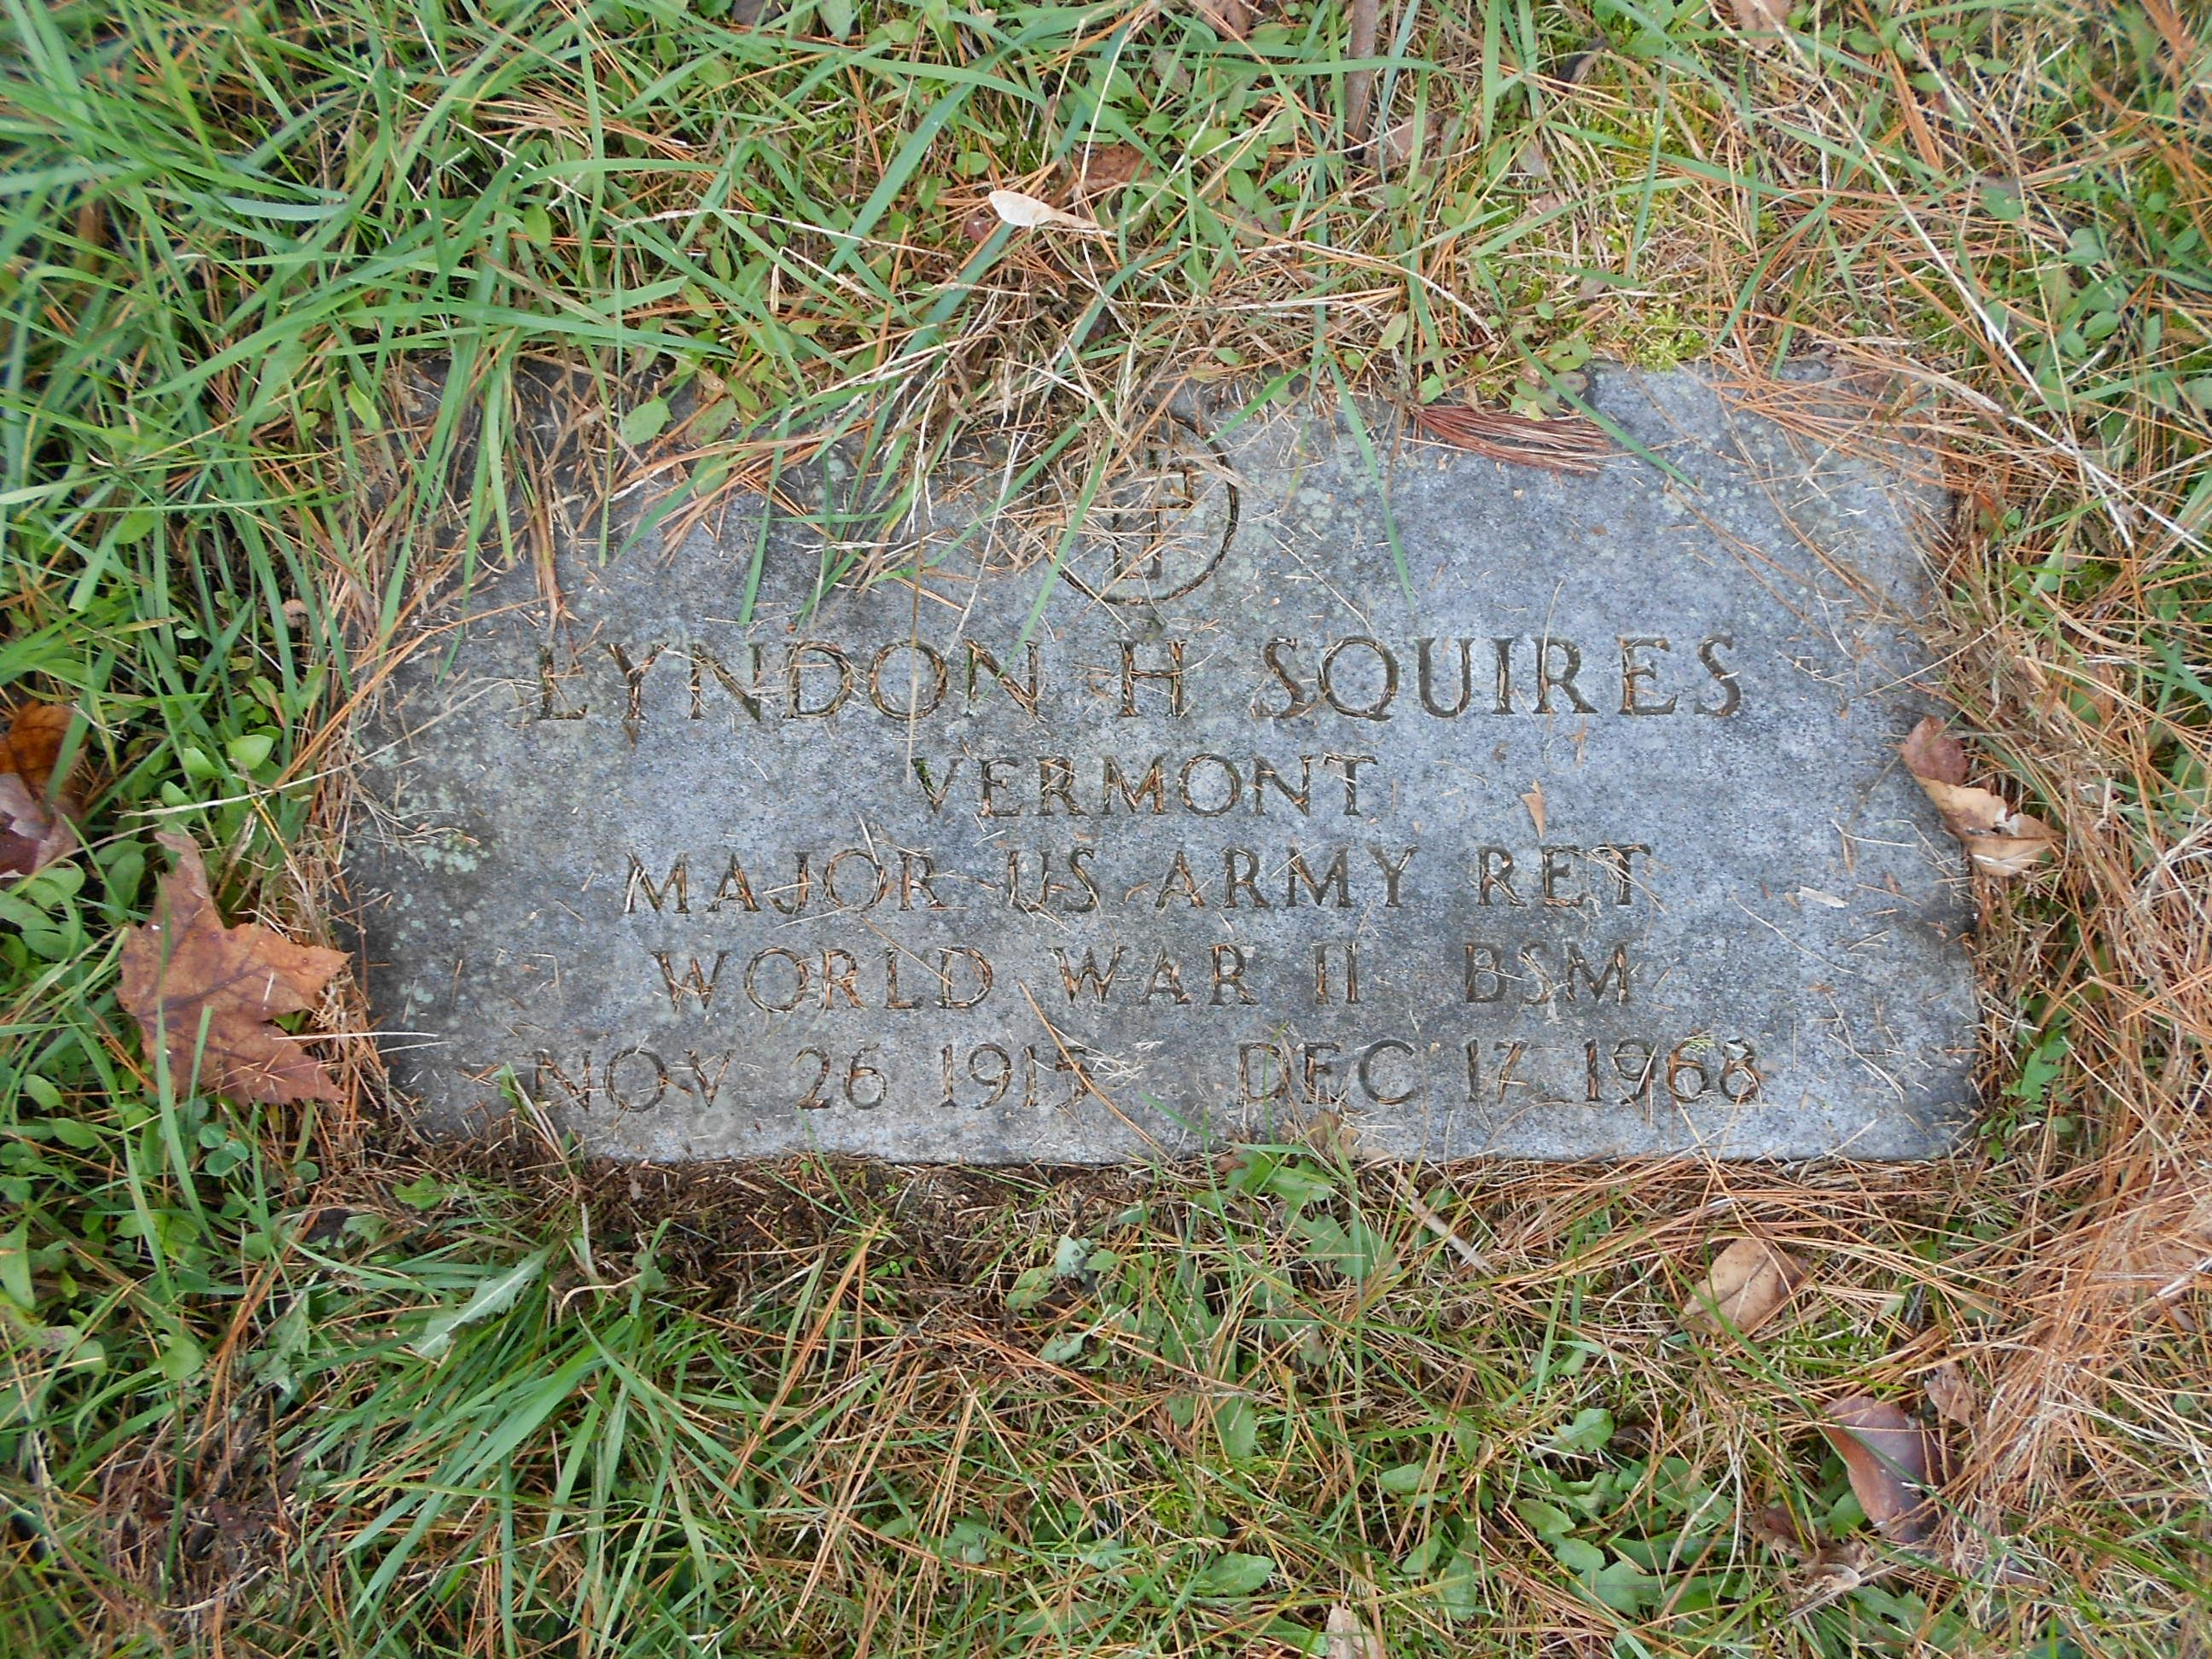 LYNDON H SQUIRES
VERMONT
MAJOR US ARMY RET
WORLD WAR II BSM
NOV 26 1915 DEC 17 1968